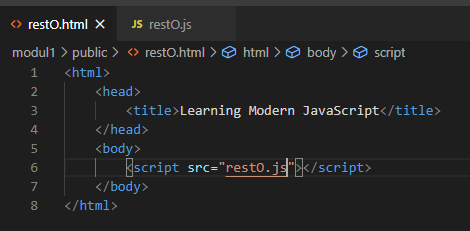 <> restO.html ×
JS restO.js
modul1 > public > <> restO.html > html > body > script
1 <html>
2 <head>
3 <title>Learning Modern JavaScript</title>
4 </head>
5 <body>
6 <script src="restO.js"></script>
7 </body>
8 </html>